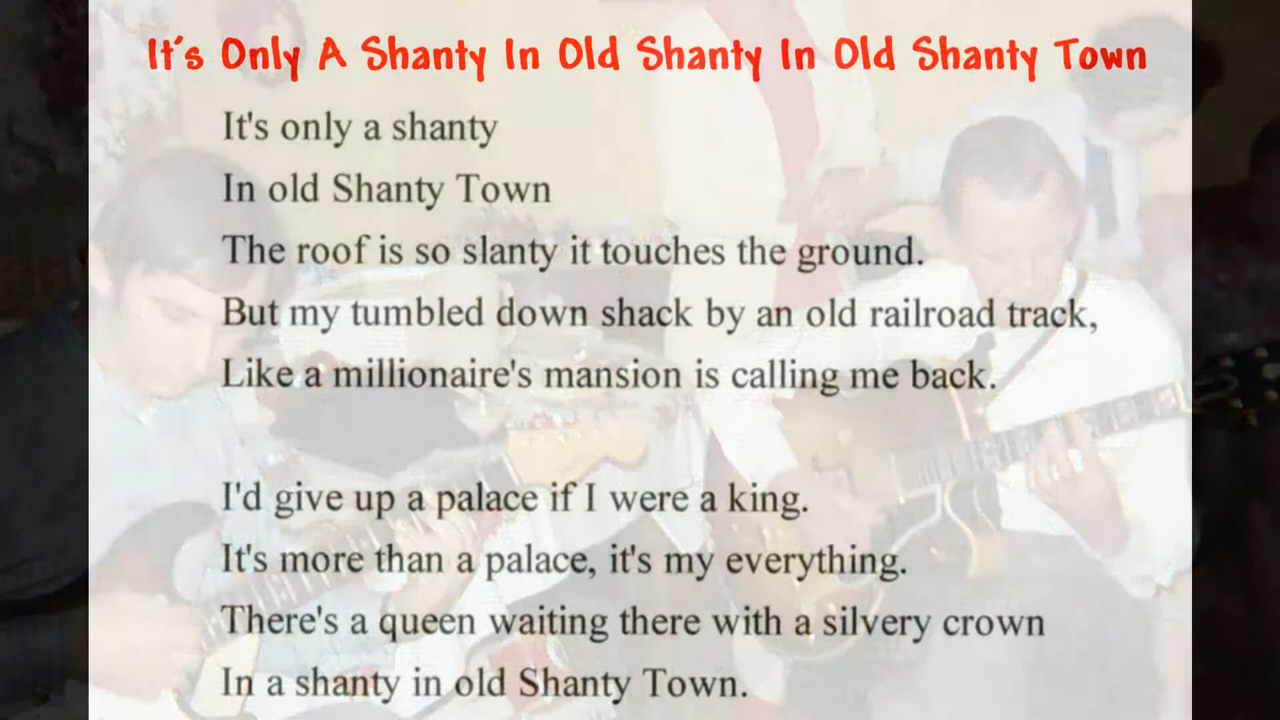 It's Only A Shanty In Old Shanty In Old Shanty Town
It's only a shanty
In old Shanty Town
The roof is so slanty it touches the ground.
But my tumbled down shack by an old railroad track,
Like a millionaire's mansion is calling me back.
I'd give up a palace if I were a king.
It's more than a palace, it's my everything.
There's a queen waiting there with a silvery crown
In a shanty in old Shanty Town.